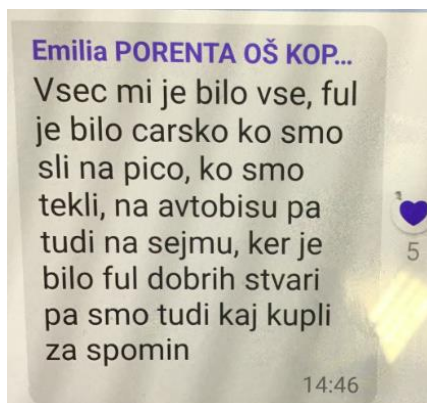 Emilia PORENTA OŠ KOP...
Vsec mi je bilo vse, ful
je bilo carsko ko smo
sli na pico, ko smo
tekli, na avtobisu pa
tudi na sejmu, ker je
bilo ful dobrih stvari
pa smo tudi kaj kupli
za spomin
5
14:46